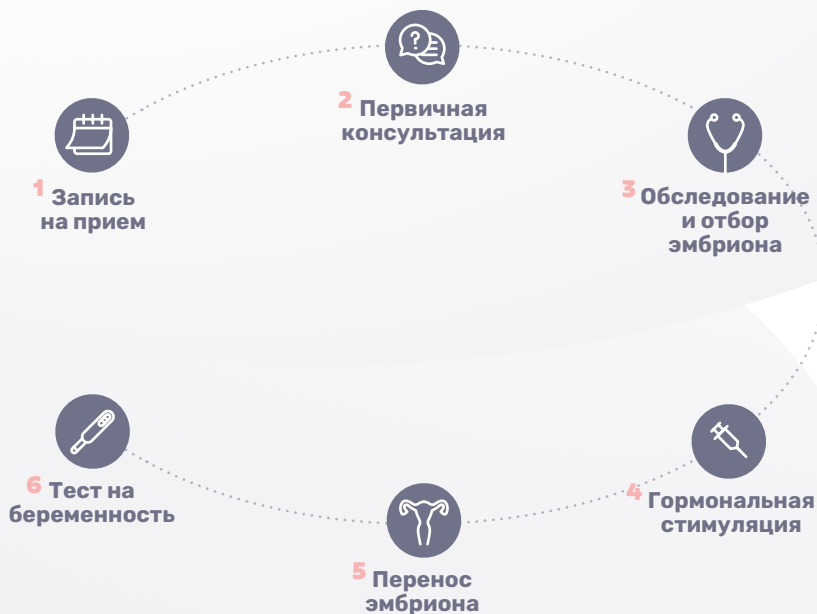 1 Запись
на прием
2 Первичная
консультация
3 Обследование
и отбор
эмбриона
4 Гормональная
стимуляция
5 Перенос
эмбриона
6 Тест на
беременность